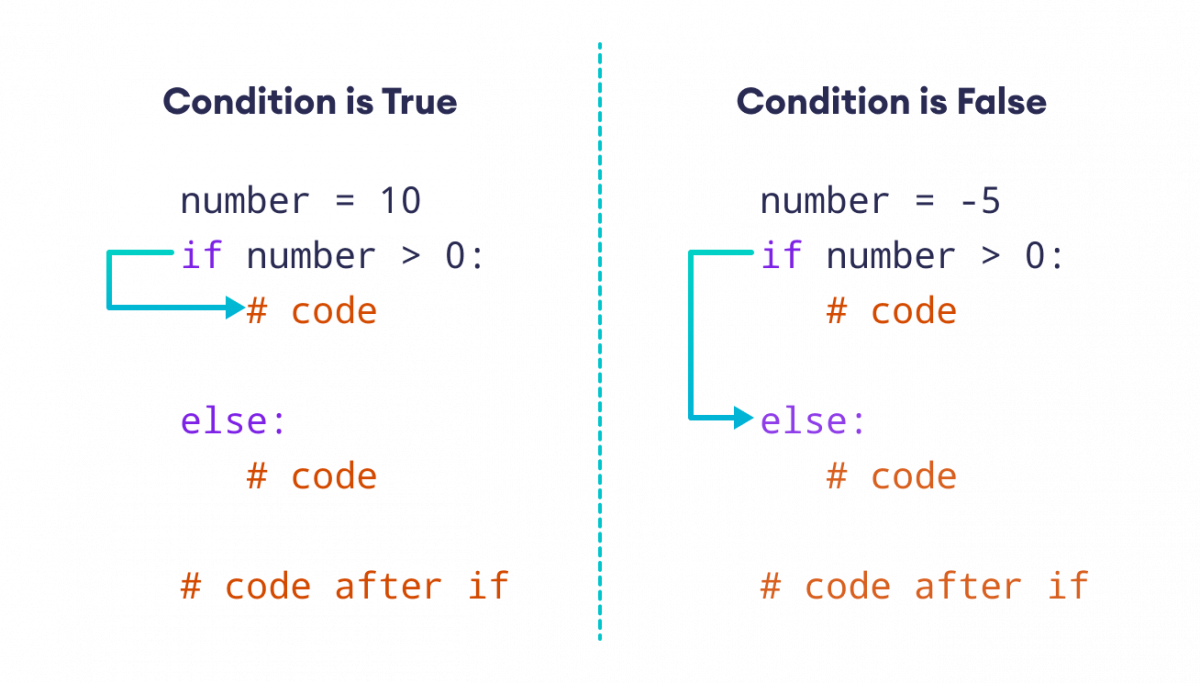 Condition is True
number = 10
if number > 0:
# code
else:
# code
# code after if
Condition is False
number = -5
if number > 0:
# code
else:
# code
# code after if